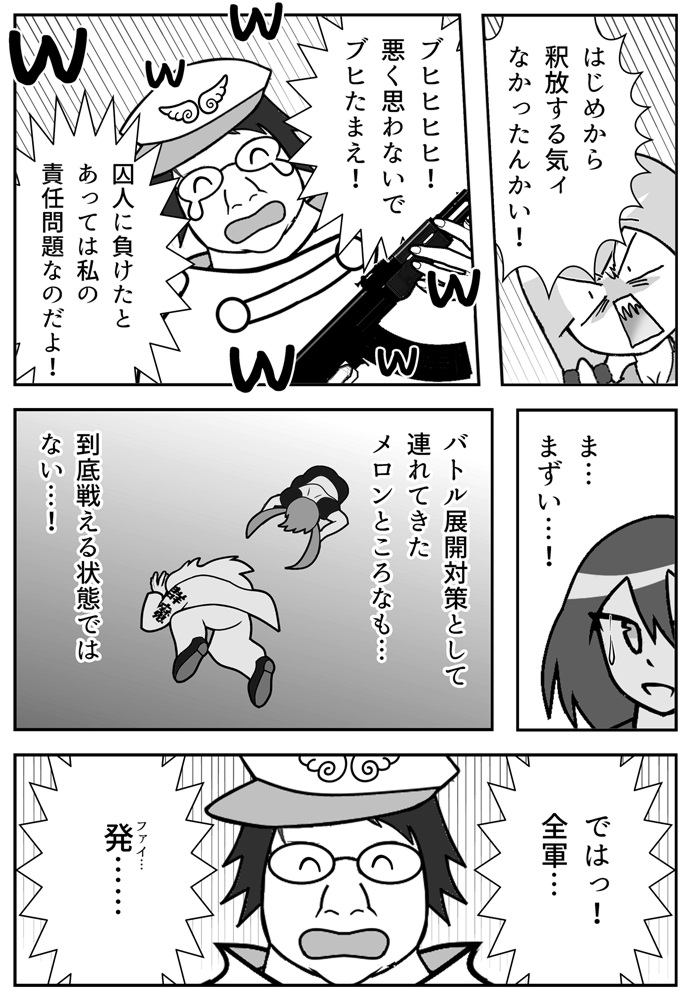 はじめから
釈放する気ィ
なかったんかい！
ブヒヒヒヒ！
悪く思わないで
ブヒたまえ！
囚人に負けたと
あっては私の
責任問題なのだよ！
W
W
W
W
W
W
ま…
まずい…！
バトル展開対策として
連れてきた
メロンところなも…
到底戦える状態では
ない…！
ではっ！
全軍…
ファイ…
発……